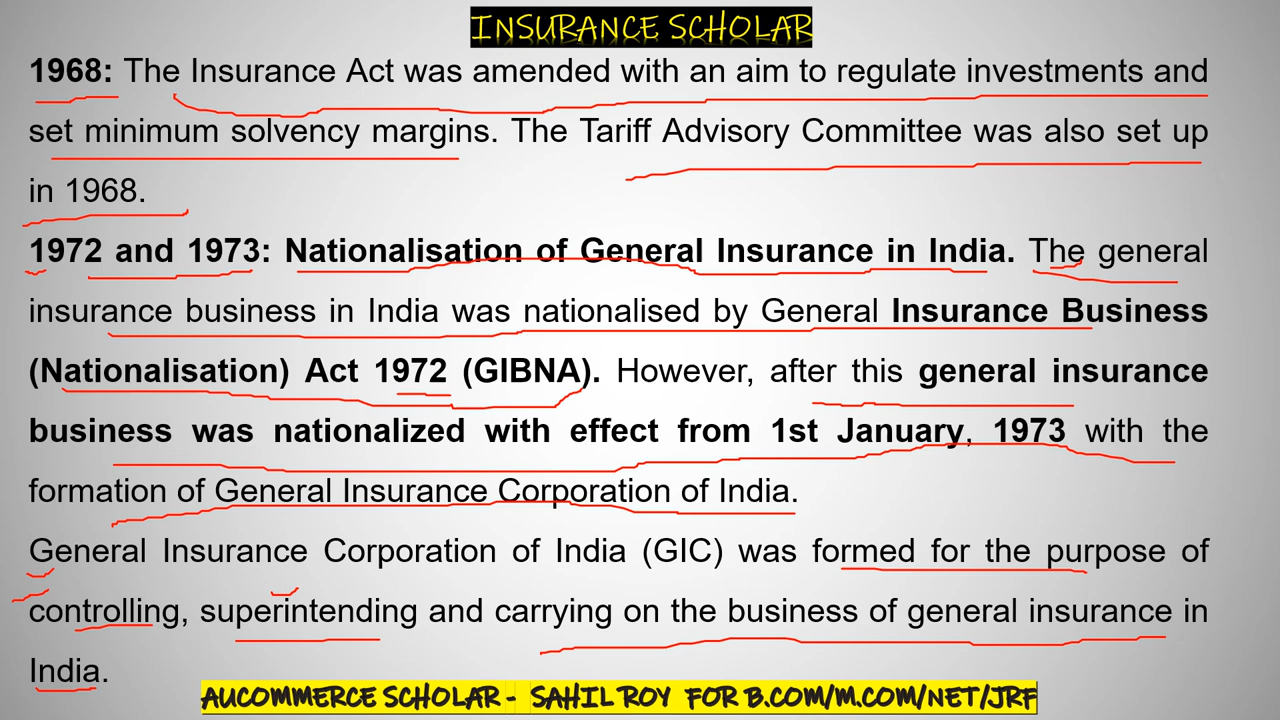 INSURANCE SCHOLAR
1968: The Insurance Act was amended with an aim to regulate investments and
set minimum solvency margins. The Tariff Advisory Committee was also set up
in 1968.
1972 and 1973: Nationalisation of General Insurance in India. The general
insurance business in India was nationalised by General Insurance Business
(Nationalisation) Act 1972 (GIBNA). However, after this general insurance
business was nationalized with effect from 1st January, 1973 with the
formation of General Insurance Corporation of India.
General Insurance Corporation of India (GIC) was formed for the purpose of
controlling, superintending and carrying on the business of general insurance in
India.
AUCOMMERCE SCHOLAR - SAHIL ROY FOR B.COM/M.COM/NET/JRF